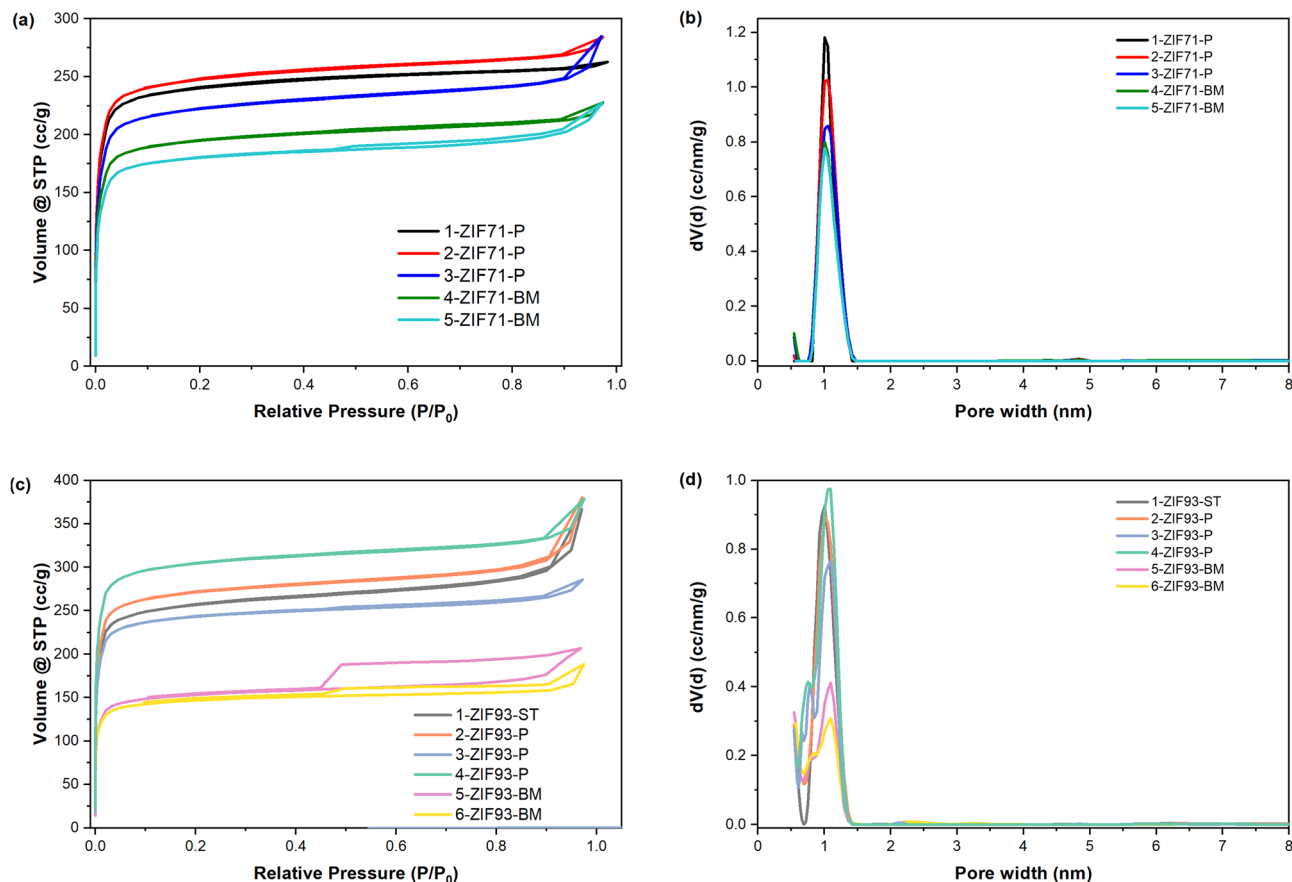 (a)
300
250
200
150
100
50
0
Volume @ STP (cc/g)
1-ZIF71-P
2-ZIF71-P
3-ZIF71-P
4-ZIF71-BM
5-ZIF71-BM
0.0 0.2 0.4 0.6 0.8 1.0
Relative Pressure (P/P₀)
(b)
1.2
1.0
0.8
0.6
0.4
0.2
0.0
dV(d) (cc/nm/g)
1-ZIF71-P
2-ZIF71-P
3-ZIF71-P
4-ZIF71-BM
5-ZIF71-BM
0 1 2 3 4 5 6 7 8
Pore width (nm)
(c)
400
350
300
250
200
150
100
50
0
Volume @ STP (cc/g)
1-ZIF93-ST
2-ZIF93-P
3-ZIF93-P
4-ZIF93-P
5-ZIF93-BM
6-ZIF93-BM
0.0 0.2 0.4 0.6 0.8 1.0
Relative Pressure (P/P₀)
(d)
1.0
0.8
0.6
0.4
0.2
0.0
dV(d) (cc/nm/g)
1-ZIF93-ST
2-ZIF93-P
3-ZIF93-P
4-ZIF93-P
5-ZIF93-BM
6-ZIF93-BM
0 1 2 3 4 5 6 7 8
Pore width (nm)